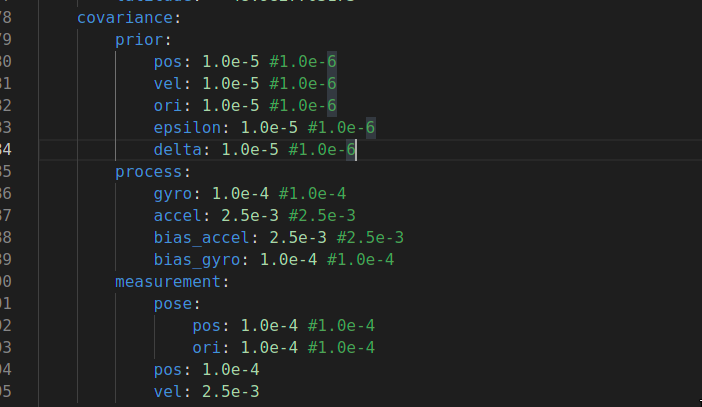 78 covariance:
79 prior:
80 pos: 1.0e-5 #1.0e-6
81 vel: 1.0e-5 #1.0e-6
82 ori: 1.0e-5 #1.0e-6
83 epsilon: 1.0e-5 #1.0e-6
84 delta: 1.0e-5 #1.0e-6
85 process:
86 gyro: 1.0e-4 #1.0e-4
87 accel: 2.5e-3 #2.5e-3
88 bias_accel: 2.5e-3 #2.5e-3
89 bias_gyro: 1.0e-4 #1.0e-4
90 measurement:
91 pose:
92 pos: 1.0e-4 #1.0e-4
93 ori: 1.0e-4 #1.0e-4
94 pos: 1.0e-4
95 vel: 2.5e-3